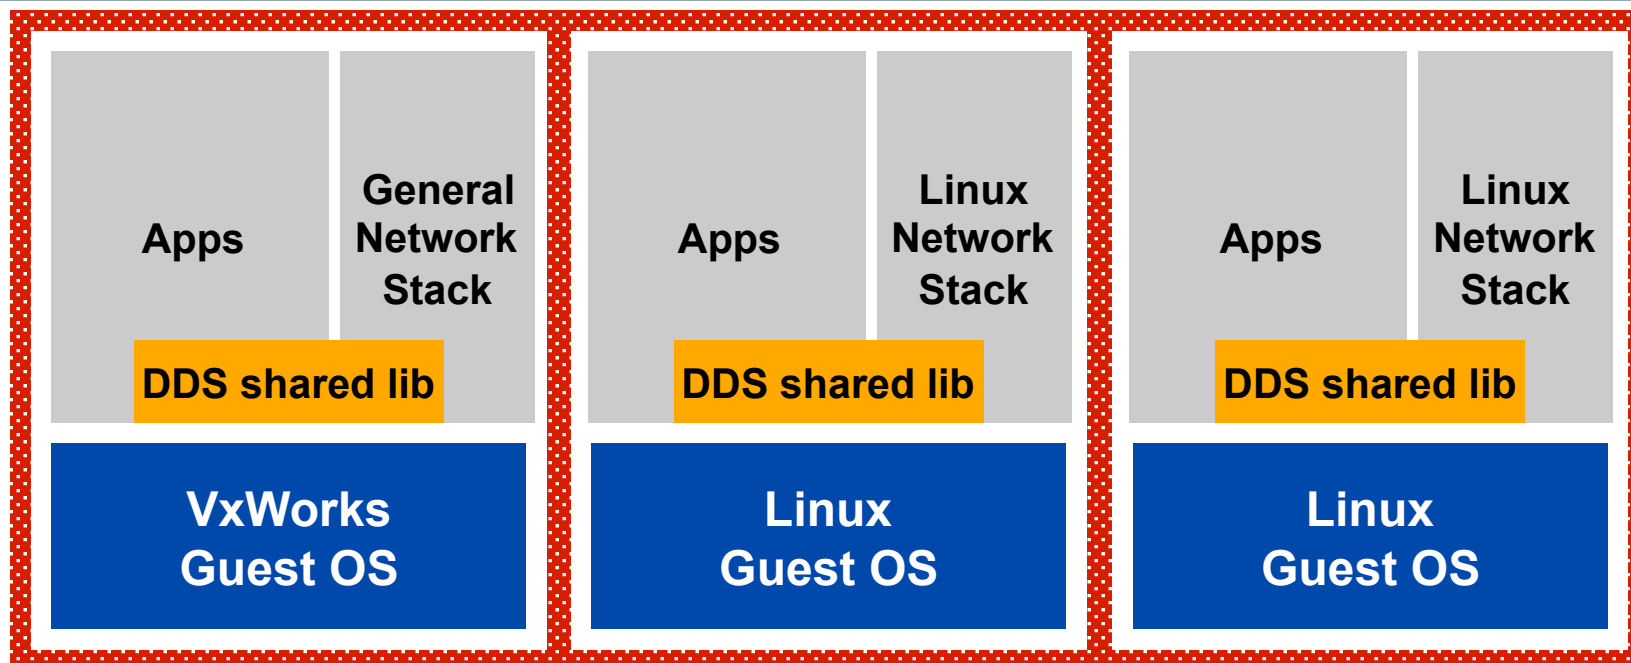 Apps
General
Network
Stack
DDS shared lib
VxWorks
Guest OS
Apps
Linux
Network
Stack
DDS shared lib
Linux
Guest OS
Apps
Linux
Network
Stack
DDS shared lib
Linux
Guest OS